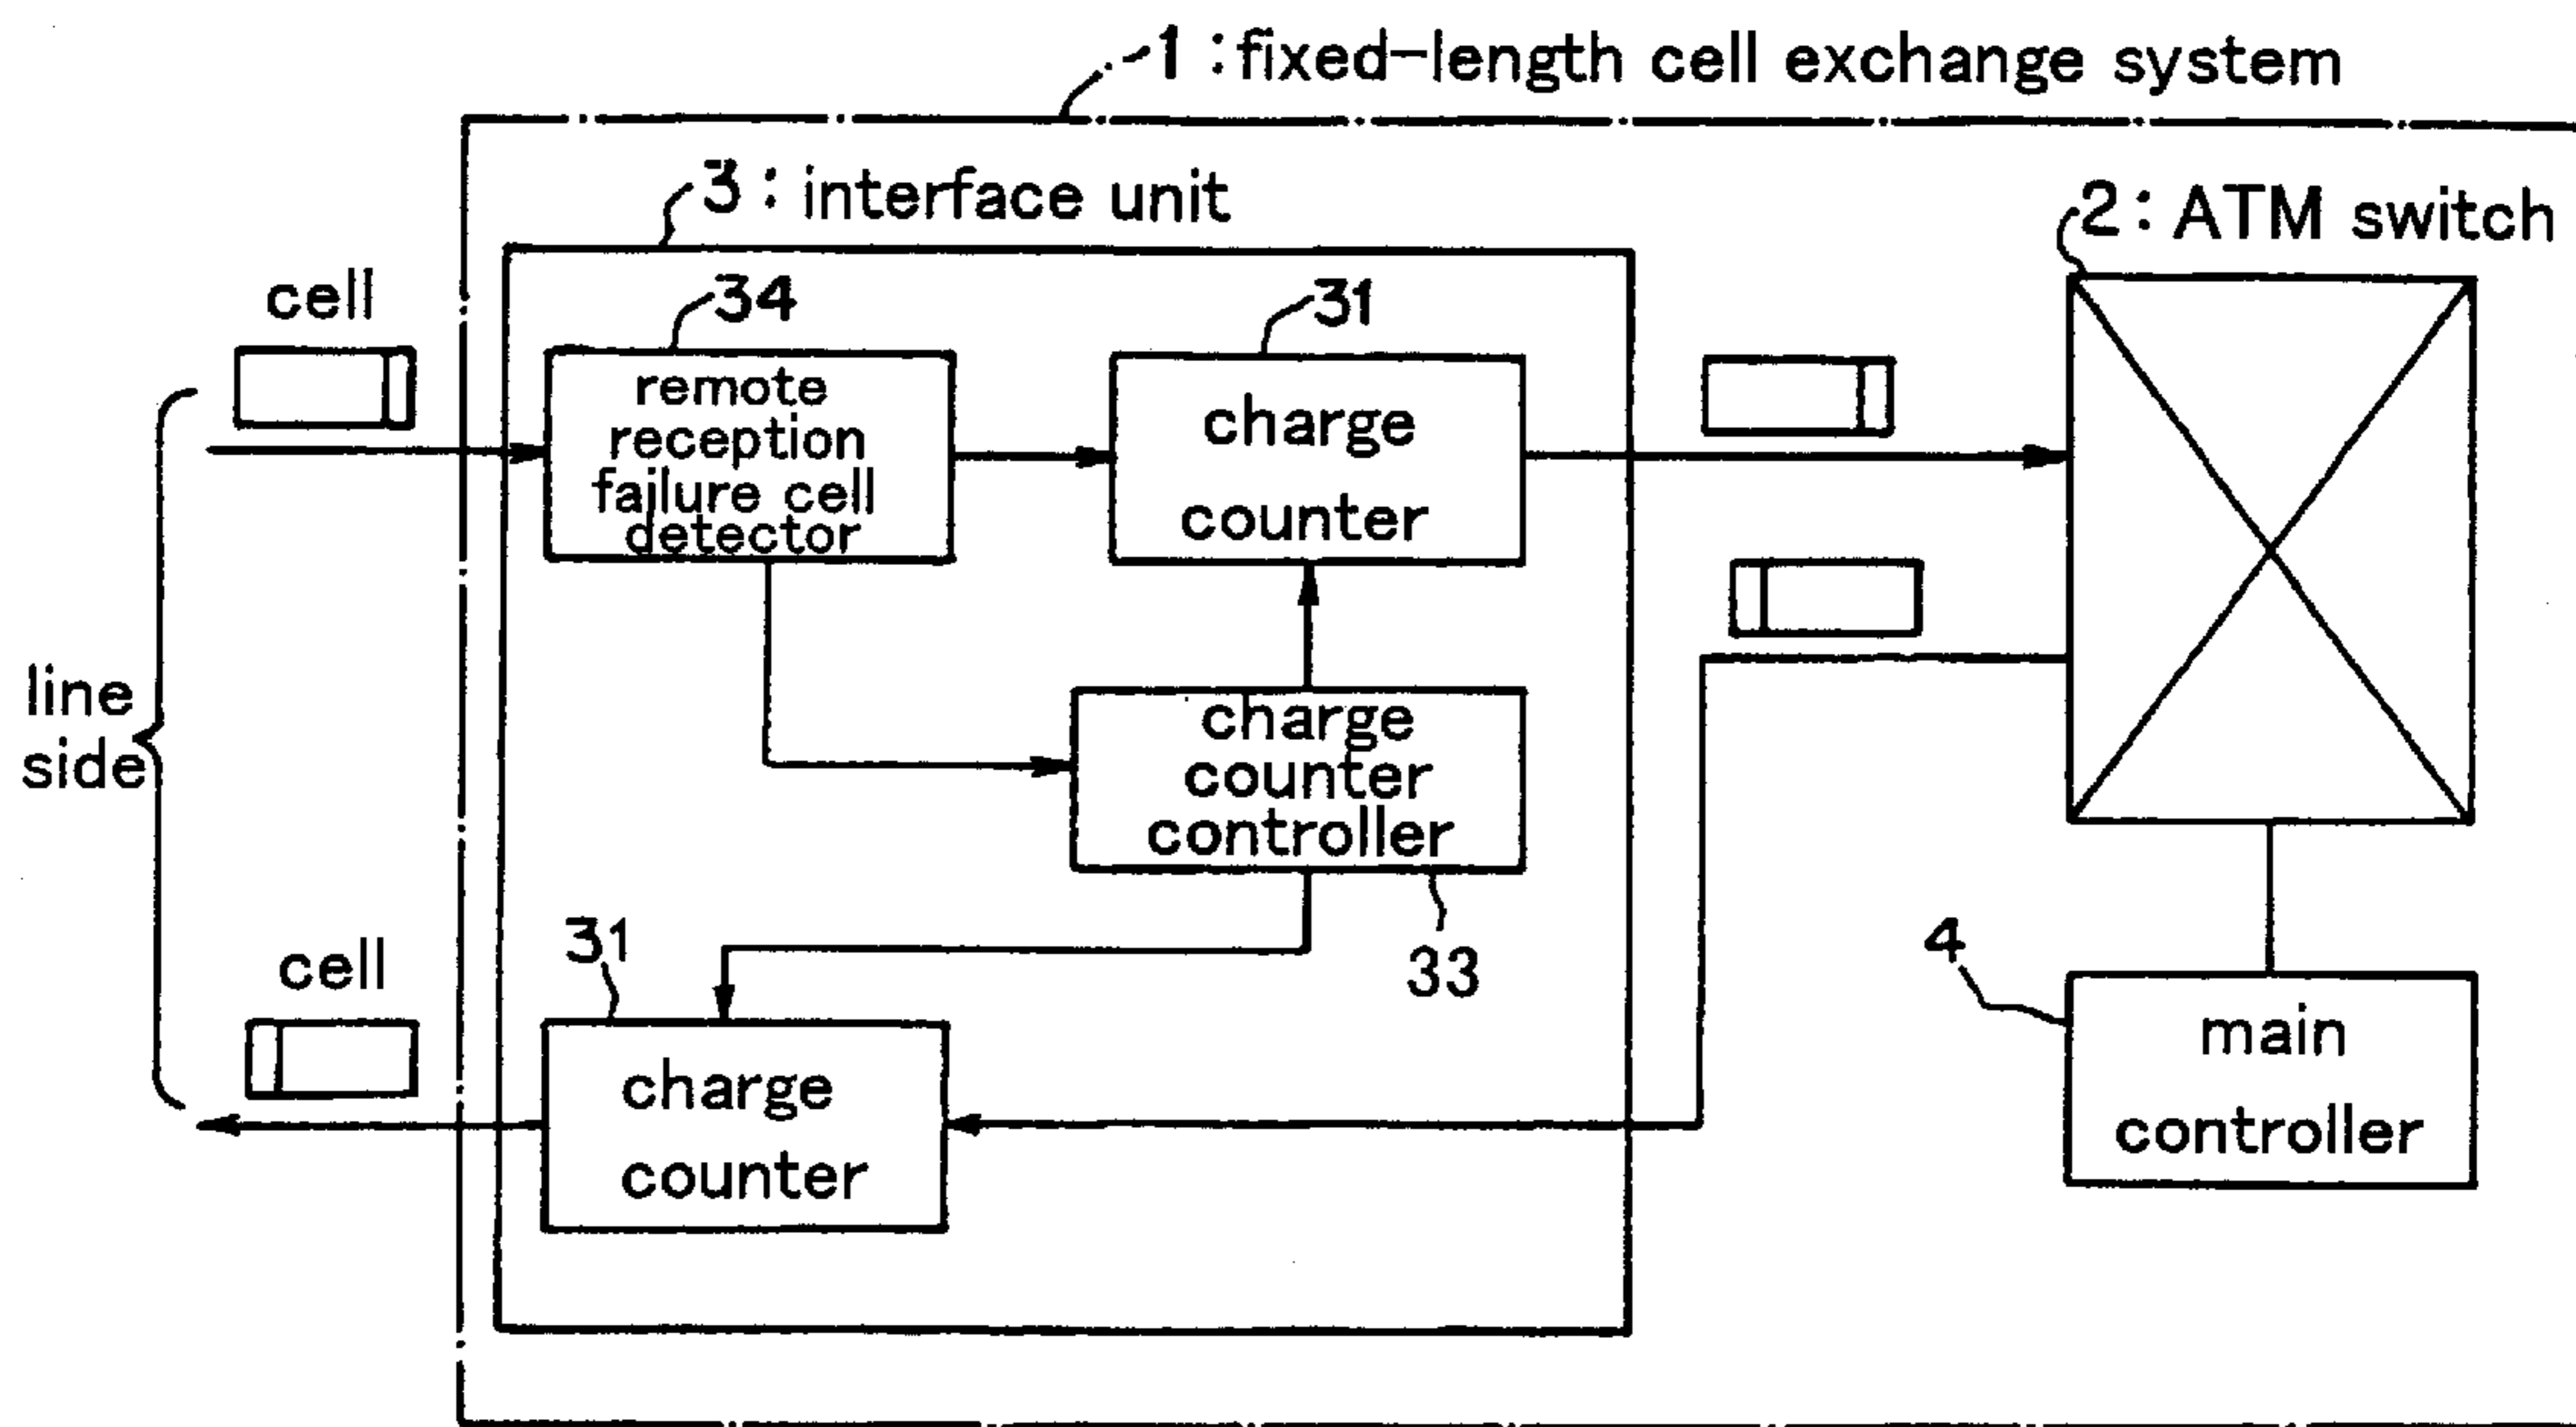 1 : fixed-length cell exchange system
3 : interface unit
2 : ATM switch
cell
34
31
remote
reception
failure cell
detector
charge
counter
line
side
charge
counter
controller
33
31
cell
charge
counter
4
main
controller